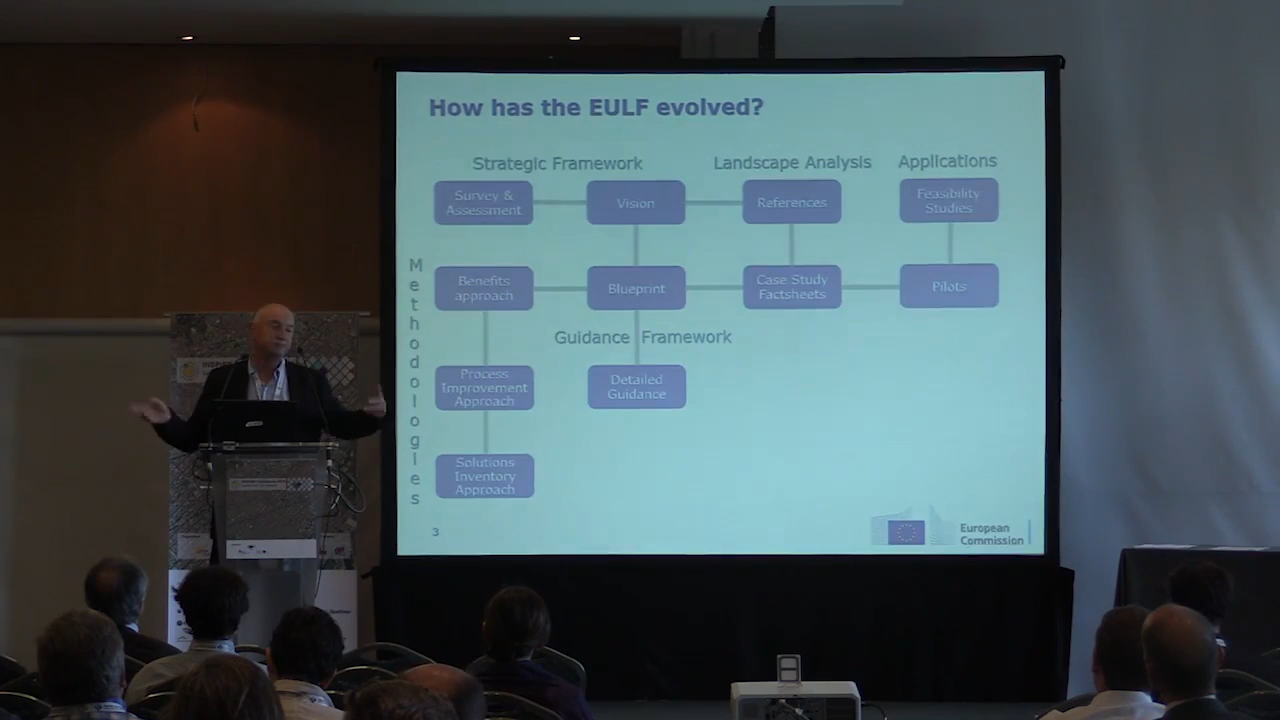 How has the EULF evolved?
Strategic Framework
Landscape Analysis
Applications
Survey &
Assessment
Vision
References
Feasibility
Studies
Methodologies
Benefits
approach
Blueprint
Case Study
Factsheets
Pilots
Guidance Framework
Process
Improvement
Approach
Detailed
Guidance
Solutions
Inventory
Approach
3
European
Commission